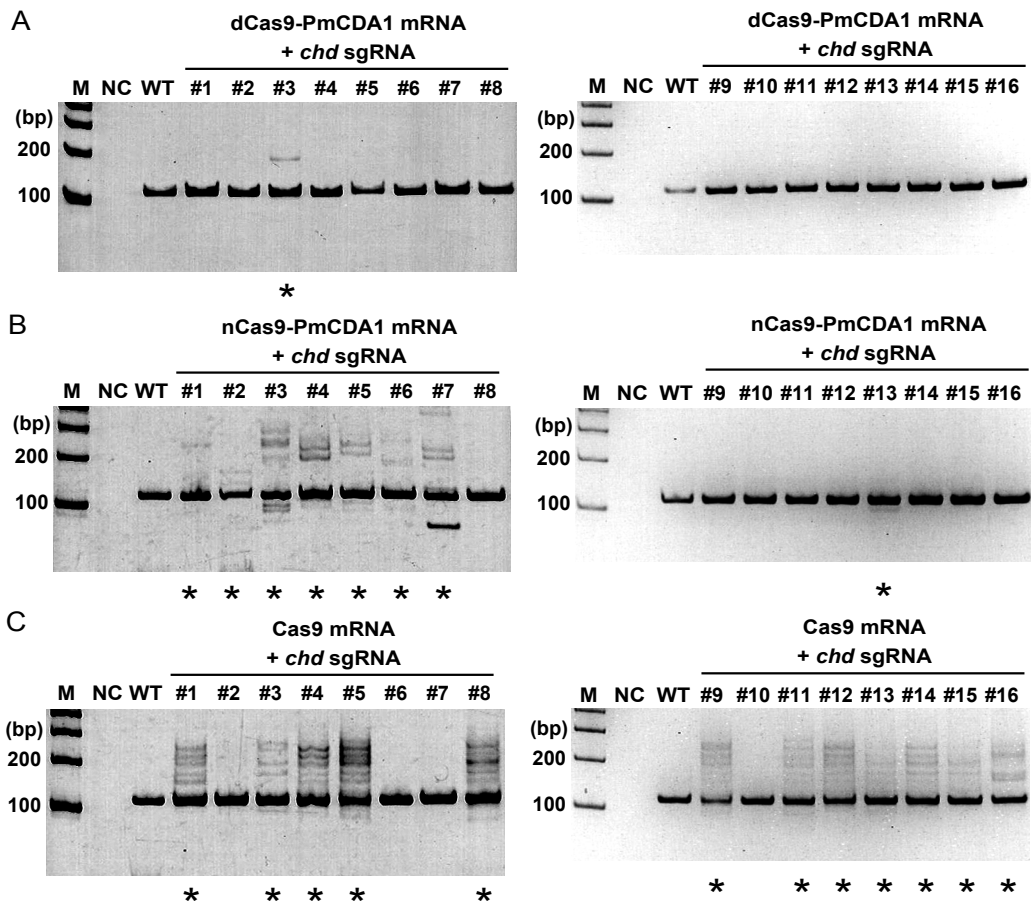 A
dCas9-PmCDA1 mRNA
+ chd sgRNA
M NC WT #1 #2 #3 #4 #5 #6 #7 #8
(bp)
200
100
*
dCas9-PmCDA1 mRNA
+ chd sgRNA
M NC WT #9 #10 #11 #12 #13 #14 #15 #16
(bp)
200
100
B
nCas9-PmCDA1 mRNA
+ chd sgRNA
M NC WT #1 #2 #3 #4 #5 #6 #7 #8
(bp)
200
100
* * * * * * *
nCas9-PmCDA1 mRNA
+ chd sgRNA
M NC WT #9 #10 #11 #12 #13 #14 #15 #16
(bp)
200
100
*
C
Cas9 mRNA
+ chd sgRNA
M NC WT #1 #2 #3 #4 #5 #6 #7 #8
(bp)
200
100
* * * * *
Cas9 mRNA
+ chd sgRNA
M NC WT #9 #10 #11 #12 #13 #14 #15 #16
(bp)
200
100
* * * * * * *